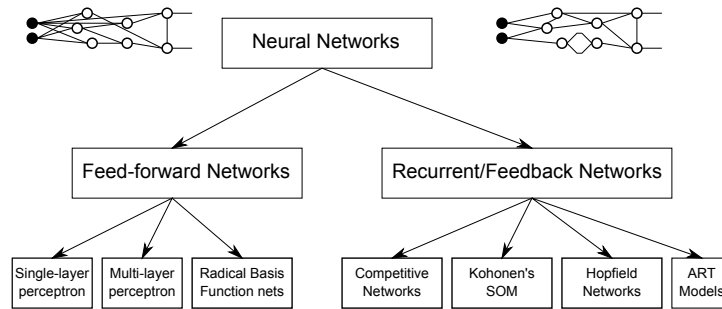 Neural Networks
Feed-forward Networks
Recurrent/Feedback Networks
Single-layer
perceptron
Multi-layer
perceptron
Radical Basis
Function nets
Competitive
Networks
Kohonen's
SOM
Hopfield
Networks
ART
Models